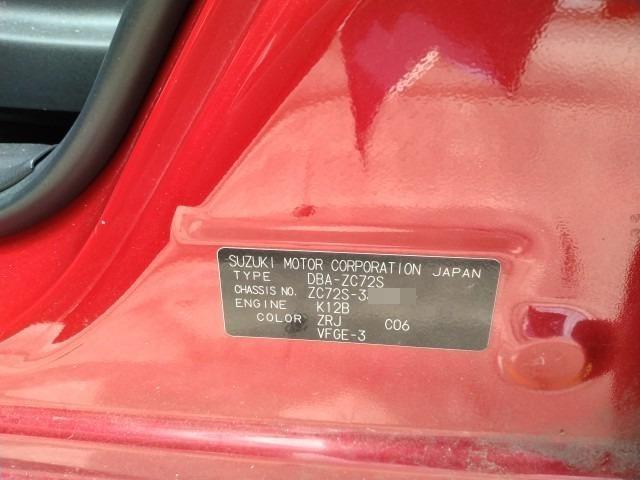 SUZUKI MOTOR CORPORATION JAPAN
TYPE DBA-ZC72S
CHASSIS NO. ZC72S-3
ENGINE K12B
COLOR ZRJ C06
VFGE-3